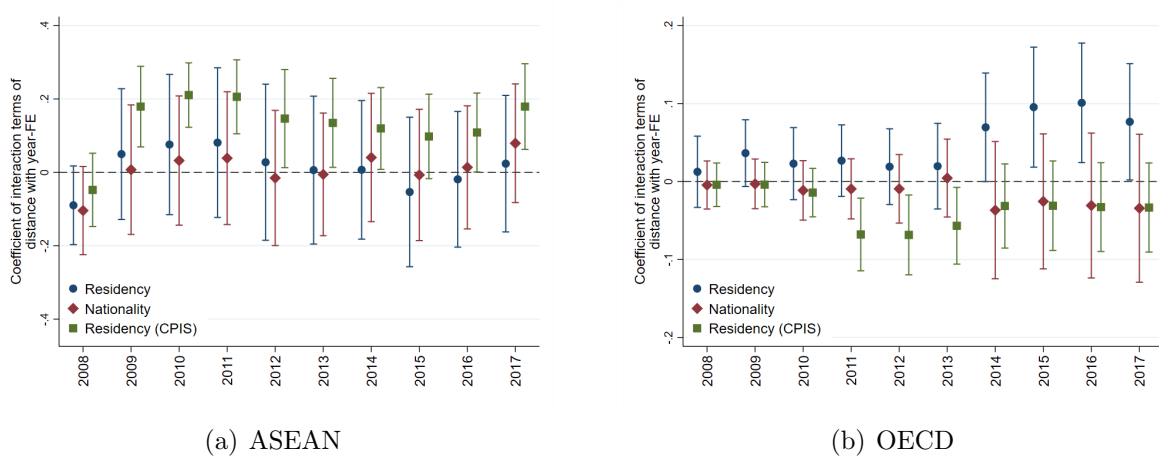 Coefficient of interaction terms of
distance with year-FE
.4
.2
0
-.2
-.4
Residency
Nationality
Residency (CPIS)
2008
2009
2010
2011
2012
2013
2014
2015
2016
2017
(a) ASEAN
Coefficient of interaction terms of
distance with year-FE
.2
.1
0
-.1
-.2
Residency
Nationality
Residency (CPIS)
2008
2009
2010
2011
2012
2013
2014
2015
2016
2017
(b) OECD